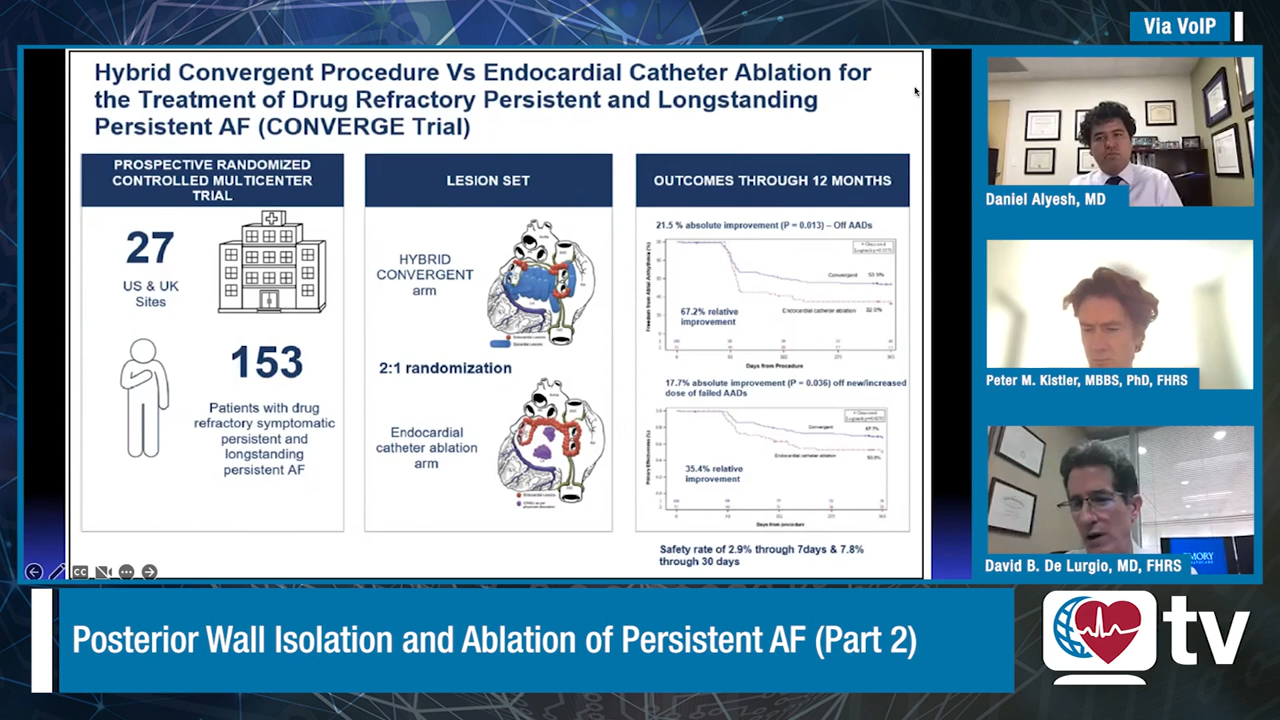 Via VoIP
Hybrid Convergent Procedure Vs Endocardial Catheter Ablation for
the Treatment of Drug Refractory Persistent and Longstanding
Persistent AF (CONVERGE Trial)
PROSPECTIVE RANDOMIZED
CONTROLLED MULTICENTER
TRIAL
27
US & UK
Sites
153
Patients with drug
refractory symptomatic
persistent and
longstanding
persistent AF
LESION SET
HYBRID
CONVERGENT
arm
2:1 randomization
Endocardial
catheter ablation
arm
OUTCOMES THROUGH 12 MONTHS
21.5 % absolute improvement (P = 0.013) – Off AADs
Convergent
Endocardial catheter ablation
67.2% relative
improvement
Days from Procedure
17.7% absolute improvement (P = 0.036) off new/increased
dose of failed AADs
Convergent
Endocardial catheter ablation
35.4% relative
improvement
Days from procedure
Safety rate of 2.9% through 7days & 7.8%
through 30 days
CC
Daniel Alyesh, MD
Peter M. Kistler, MBBS, PhD, FHRS
EMORY
David B. De Lurgio, MD, FHRS
Posterior Wall Isolation and Ablation of Persistent AF (Part 2)
tv